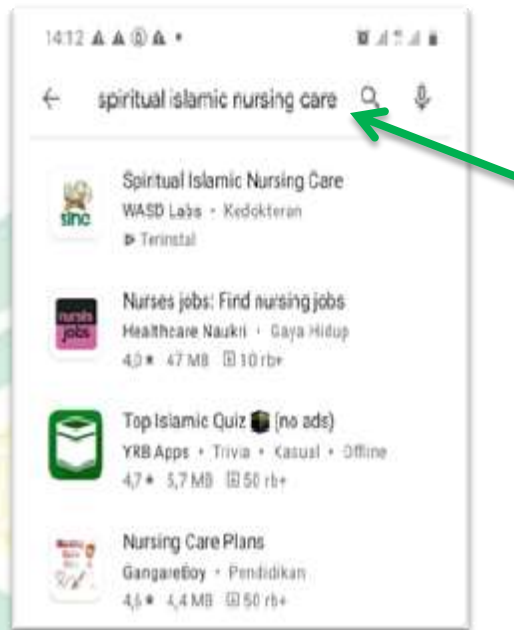 14:12
spiritual islamic nursing care
sinc
Spiritual Islamic Nursing Care
WASD Labs • Kedokteran
Terinstal
nurses
jobs
Nurses jobs: Find nursing jobs
Healthcare Naukri • Gaya Hidup
4,0★ 47 MB 10 rb+
Top Islamic Quiz (no ads)
YRB Apps • Trivia • Kasual • Offline
4,7★ 5,7 MB 50 rb+
Nursing Care Plans
GangareBoy • Pendidikan
4,6★ 4,4 MB 50 rb+